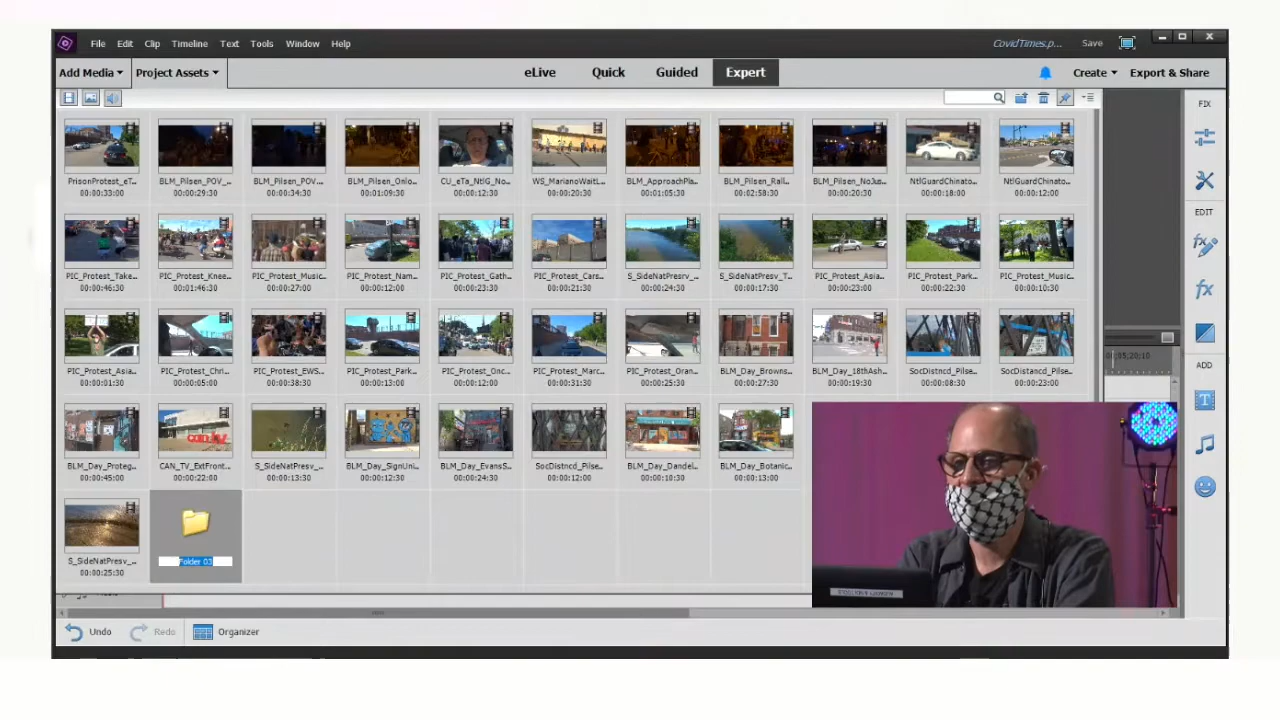 File Edit Clip Timeline Text Tools Window Help CovidTimes.p... Save
Add Media Project Assets eLive Quick Guided Expert Create Export & Share
FIX
PrisonProtest_eT... BLM_Pilsen_POV_... BLM_Pilsen_POV... BLM_Pilsen_Onlo... CU_eTa_NtlG_No... WS_MarianoWaitL... BLM_ApproachPla... BLM_Pilsen_Rall... BLM_Pilsen_NoJus... NtlGuardChinato... NtlGuardChinato...
00:00:33:00 00:00:29:30 00:00:34:30 00:01:09:30 00:00:12:30 00:00:20:30 00:01:05:30 00:02:58:30 00:00:20:30 00:00:18:00 00:00:12:00
EDIT
PIC_Protest_Take... PIC_Protest_Knee... PIC_Protest_Music... PIC_Protest_Nam... PIC_Protest_Gath... PIC_Protest_Cars... S_SideNatPresrv_... S_SideNatPresv_T... PIC_Protest_Asia... PIC_Protest_Park... PIC_Protest_Music...
00:00:46:30 00:01:46:30 00:00:27:00 00:00:12:00 00:00:23:30 00:00:21:30 00:00:24:30 00:00:17:30 00:00:23:00 00:00:22:30 00:00:10:30
fx
00;05;20;10
ADD
PIC_Protest_Asia... PIC_Protest_Chri... PIC_Protest_EWS... PIC_Protest_Park... PIC_Protest_Onc... PIC_Protest_Marc... PIC_Protest_Oran... BLM_Day_Browns... BLM_Day_18thAsh... SocDistncd_Pilse... SocDistancd_Pilse...
00:00:01:30 00:00:05:00 00:00:38:30 00:00:13:00 00:00:12:00 00:00:31:30 00:00:25:30 00:00:27:30 00:00:19:30 00:00:08:30 00:00:23:00
T
BLM_Day_Proteg... CAN_TV_ExtFront... S_SideNatPresv_... BLM_Day_SignUni... BLM_Day_EvansS... SocDistncd_Pilse... BLM_Day_Dandel... BLM_Day_Botanic...
00:00:45:00 00:00:22:00 00:00:13:30 00:00:12:30 00:00:24:30 00:00:12:00 00:00:10:30 00:00:13:00
S_SideNatPresv_... Folder 03
00:00:25:30
Undo Redo Organizer